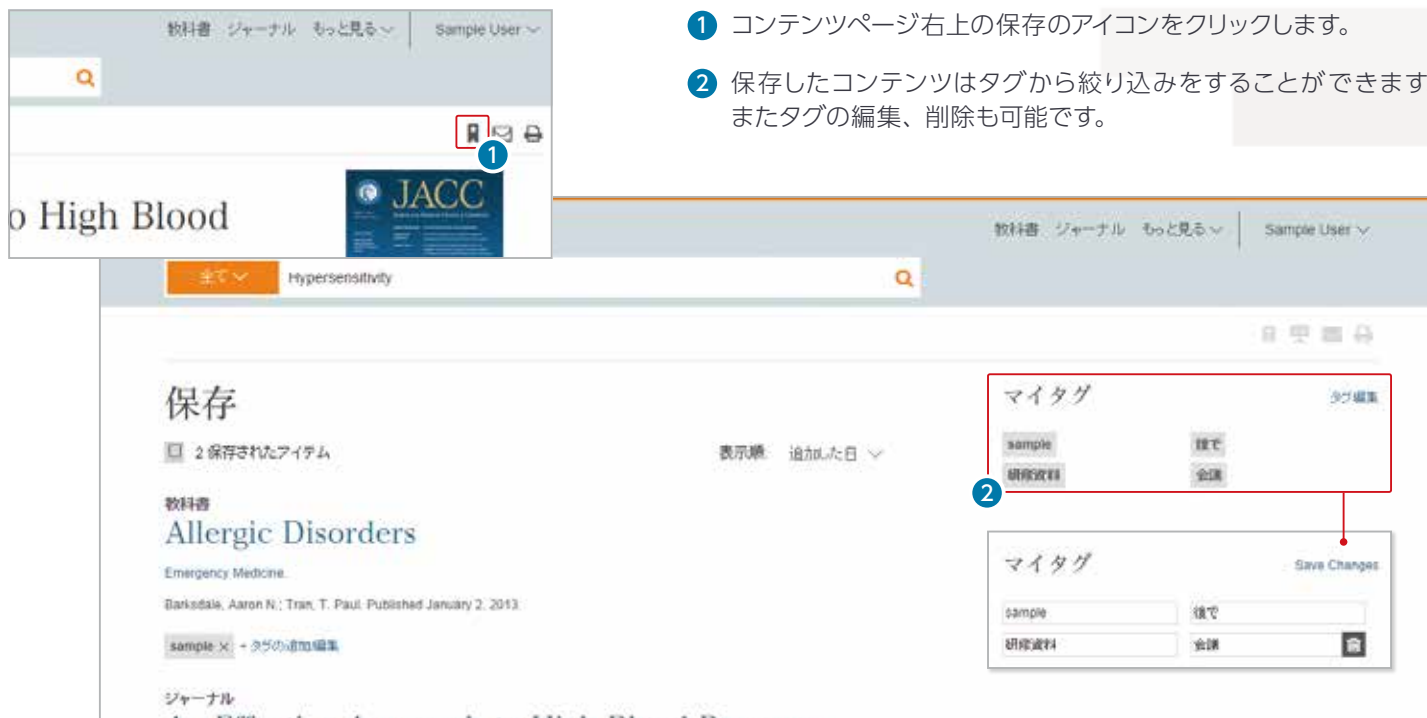 教科書 ジャーナル もっと見る Sample User
1
o High Blood
JACC
1 コンテンツページ右上の保存のアイコンをクリックします。
2 保存したコンテンツはタグから絞り込みをすることができます
またタグの編集、削除も可能です。
教科書 ジャーナル もっと見る Sample User
全て Hypersensitivity
保存
2 保存されたアイテム
表示順 追加した日
教科書
Allergic Disorders
Emergency Medicine.
Barksdale, Aaron N.; Tran, T. Paul. Published January 2, 2013.
sample × + タグの追加/編集
ジャーナル
マイタグ タグ編集
sample 後で
研修資料 会議
2
マイタグ Save Changes
sample 後で
研修資料 会議